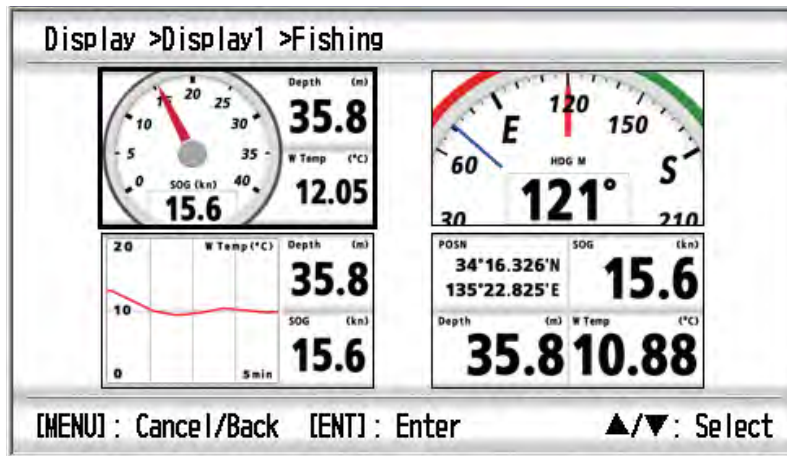 Display >Display1 >Fishing
0 5 10 15 20 25 30 35 40
SOG (kn)
15.6
Depth (m)
35.8
W Temp (°C)
12.05
30 60 E 120 150 S 210
HDG M
121°
20 W Temp(°C)
10
0 5min
Depth (m)
35.8
SOG (kn)
15.6
POSN
34°16.326'N
135°22.825'E
SOG (kn)
15.6
Depth (m)
35.8
W Temp (°C)
10.88
[MENU]: Cancel/Back [ENT]: Enter ▲/▼: Select